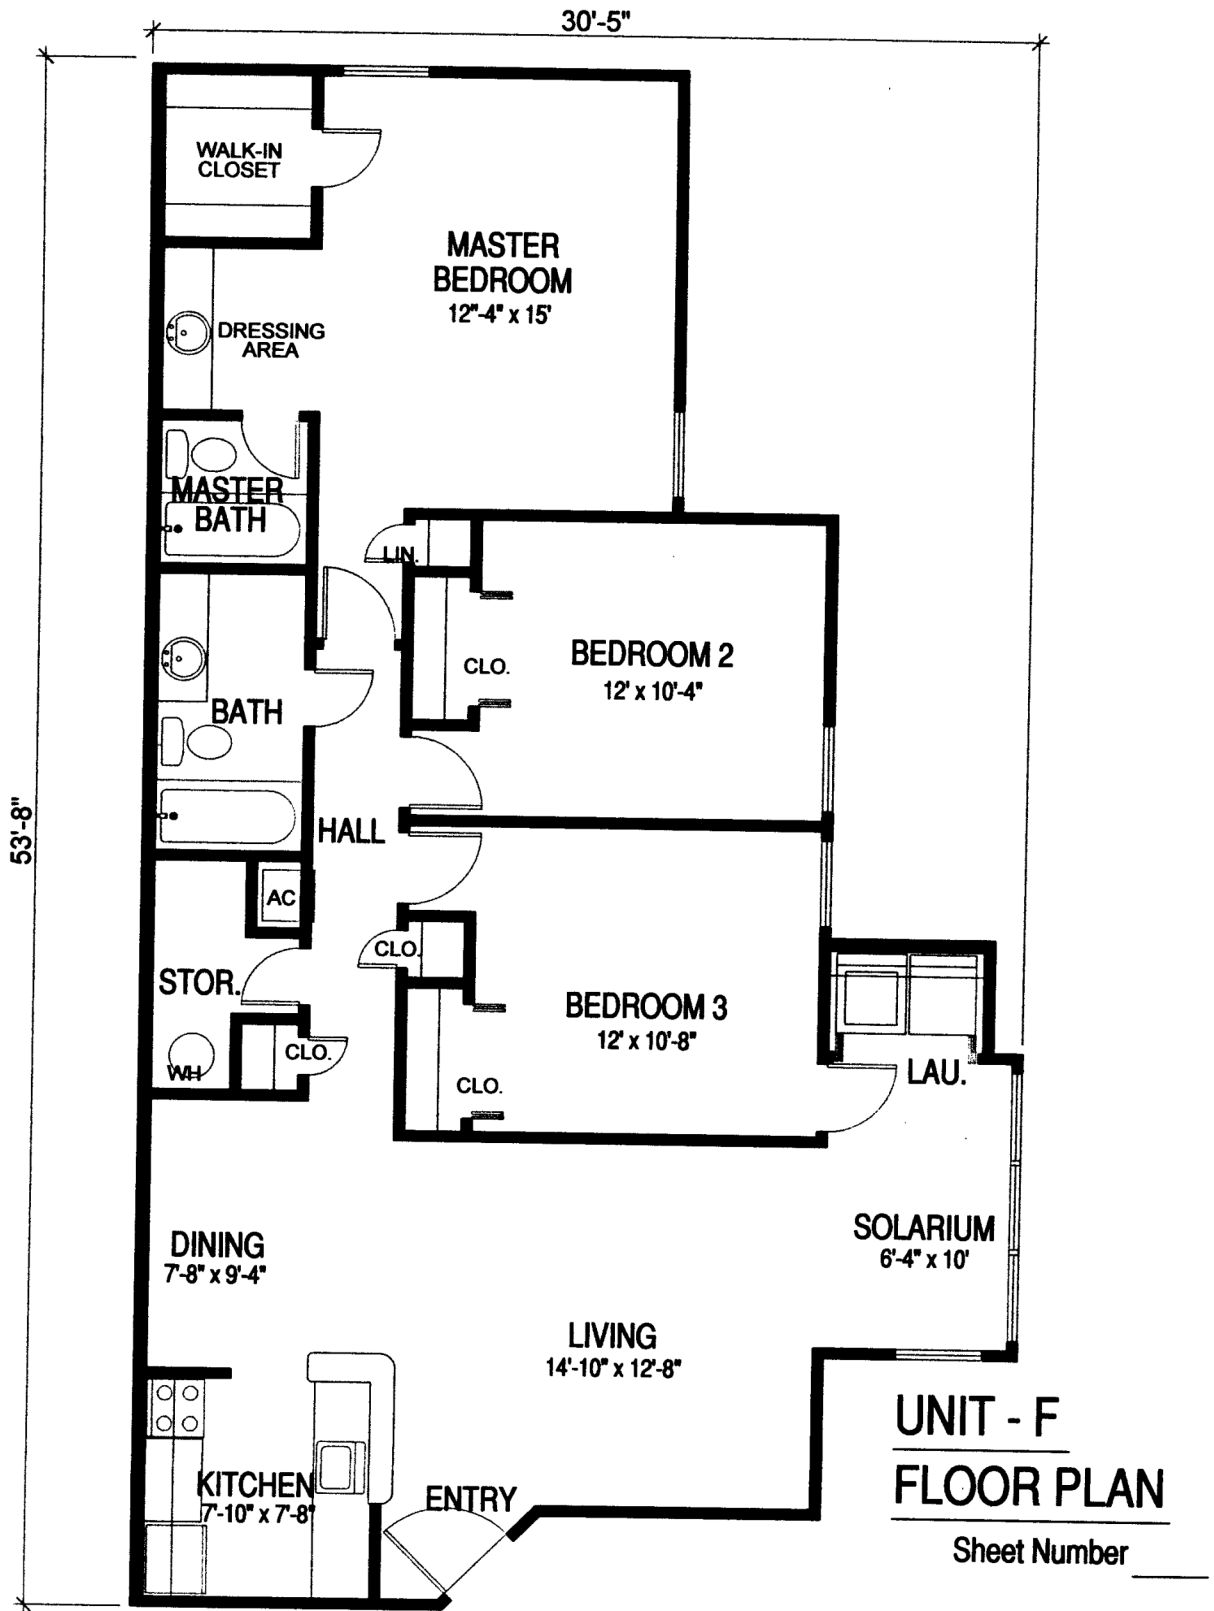 30'-5"
53'-8"
WALK-IN
CLOSET
MASTER
BEDROOM
12"-4" x 15'
DRESSING
AREA
MASTER
BATH
LIN.
BEDROOM 2
12' x 10'-4"
CLO.
BATH
HALL
AC
CLO.
STOR.
BEDROOM 3
12' x 10'-8"
CLO.
WH
CLO.
LAU.
DINING
7'-8" x 9'-4"
SOLARIUM
6'-4" x 10'
LIVING
14'-10" x 12'-8"
KITCHEN
7'-10" x 7'-8"
ENTRY
UNIT - F
FLOOR PLAN
Sheet Number